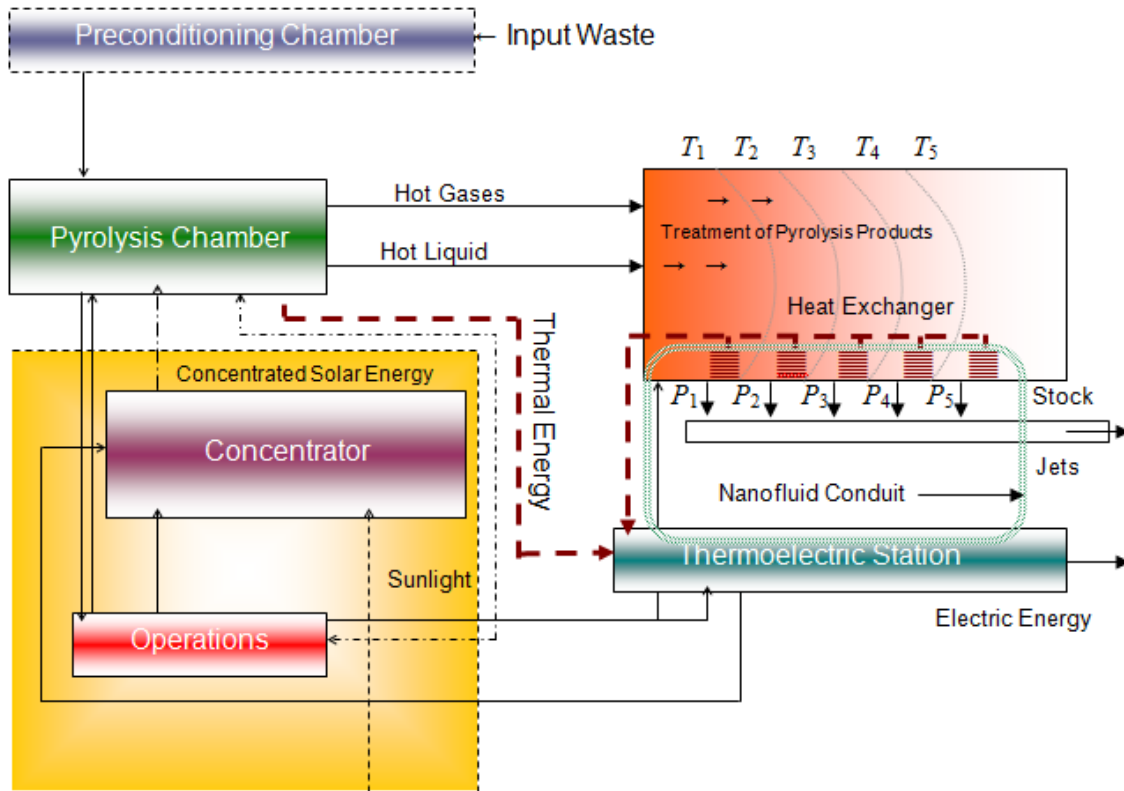 Preconditioning Chamber
← Input Waste
T1 T2 T3 T4 T5
Hot Gases
Pyrolysis Chamber
Treatment of Pyrolysis Products
Hot Liquid
Heat Exchanger
Thermal Energy
Concentrated Solar Energy
P1 P2 P3 P4 P5
Stock
Concentrator
Jets
Nanofluid Conduit
Thermoelectric Station
Sunlight
Electric Energy
Operations